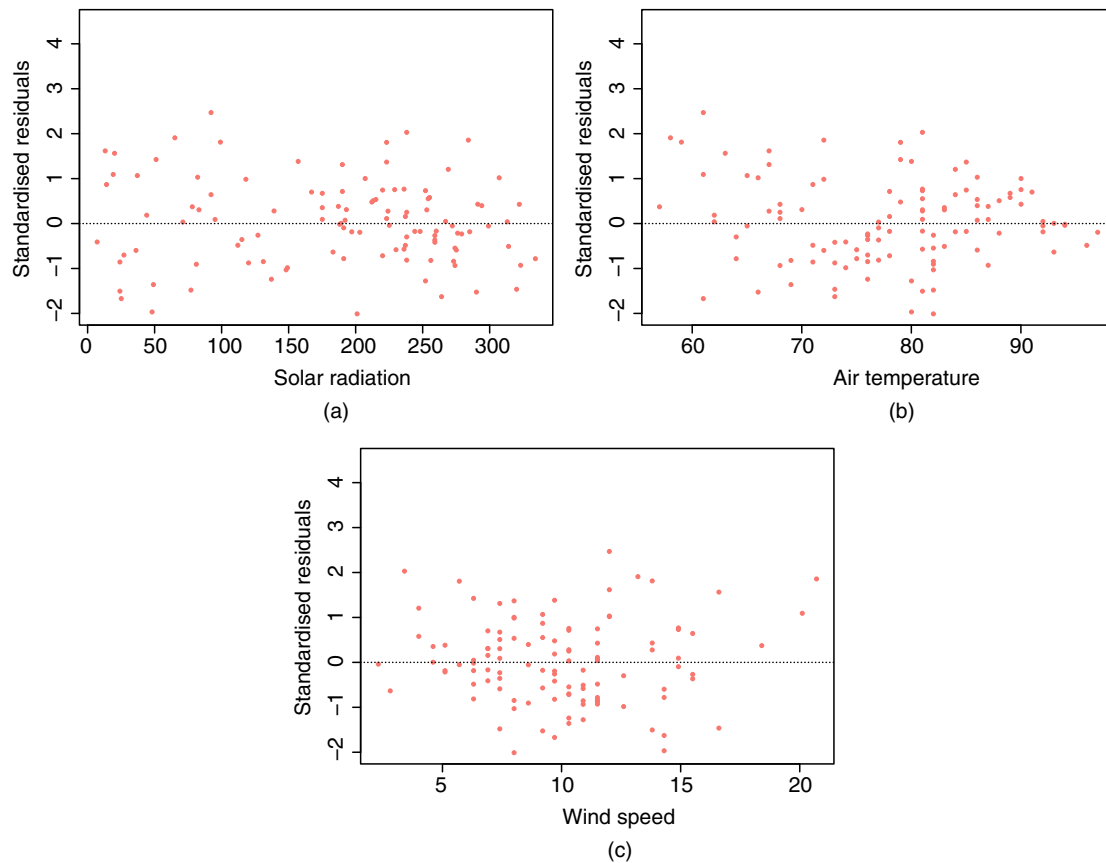 Standardised residuals
4
3
2
1
0
−1
−2
0 50 100 150 200 250 300
Solar radiation
(a)
Standardised residuals
4
3
2
1
0
−1
−2
60 70 80 90
Air temperature
(b)
Standardised residuals
4
3
2
1
0
−1
−2
5 10 15 20
Wind speed
(c)